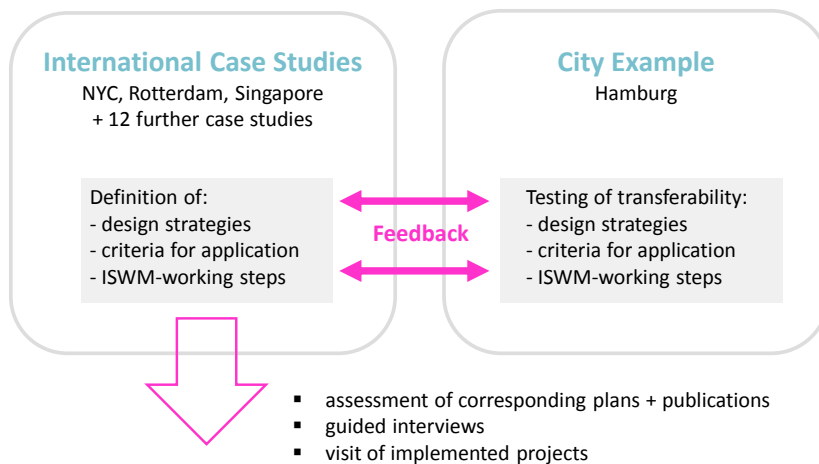 International Case Studies
NYC, Rotterdam, Singapore
+ 12 further case studies
Definition of:
- design strategies
- criteria for application
- ISWM-working steps
Feedback
City Example
Hamburg
Testing of transferability:
- design strategies
- criteria for application
- ISWM-working steps
▪ assessment of corresponding plans + publications
▪ guided interviews
▪ visit of implemented projects